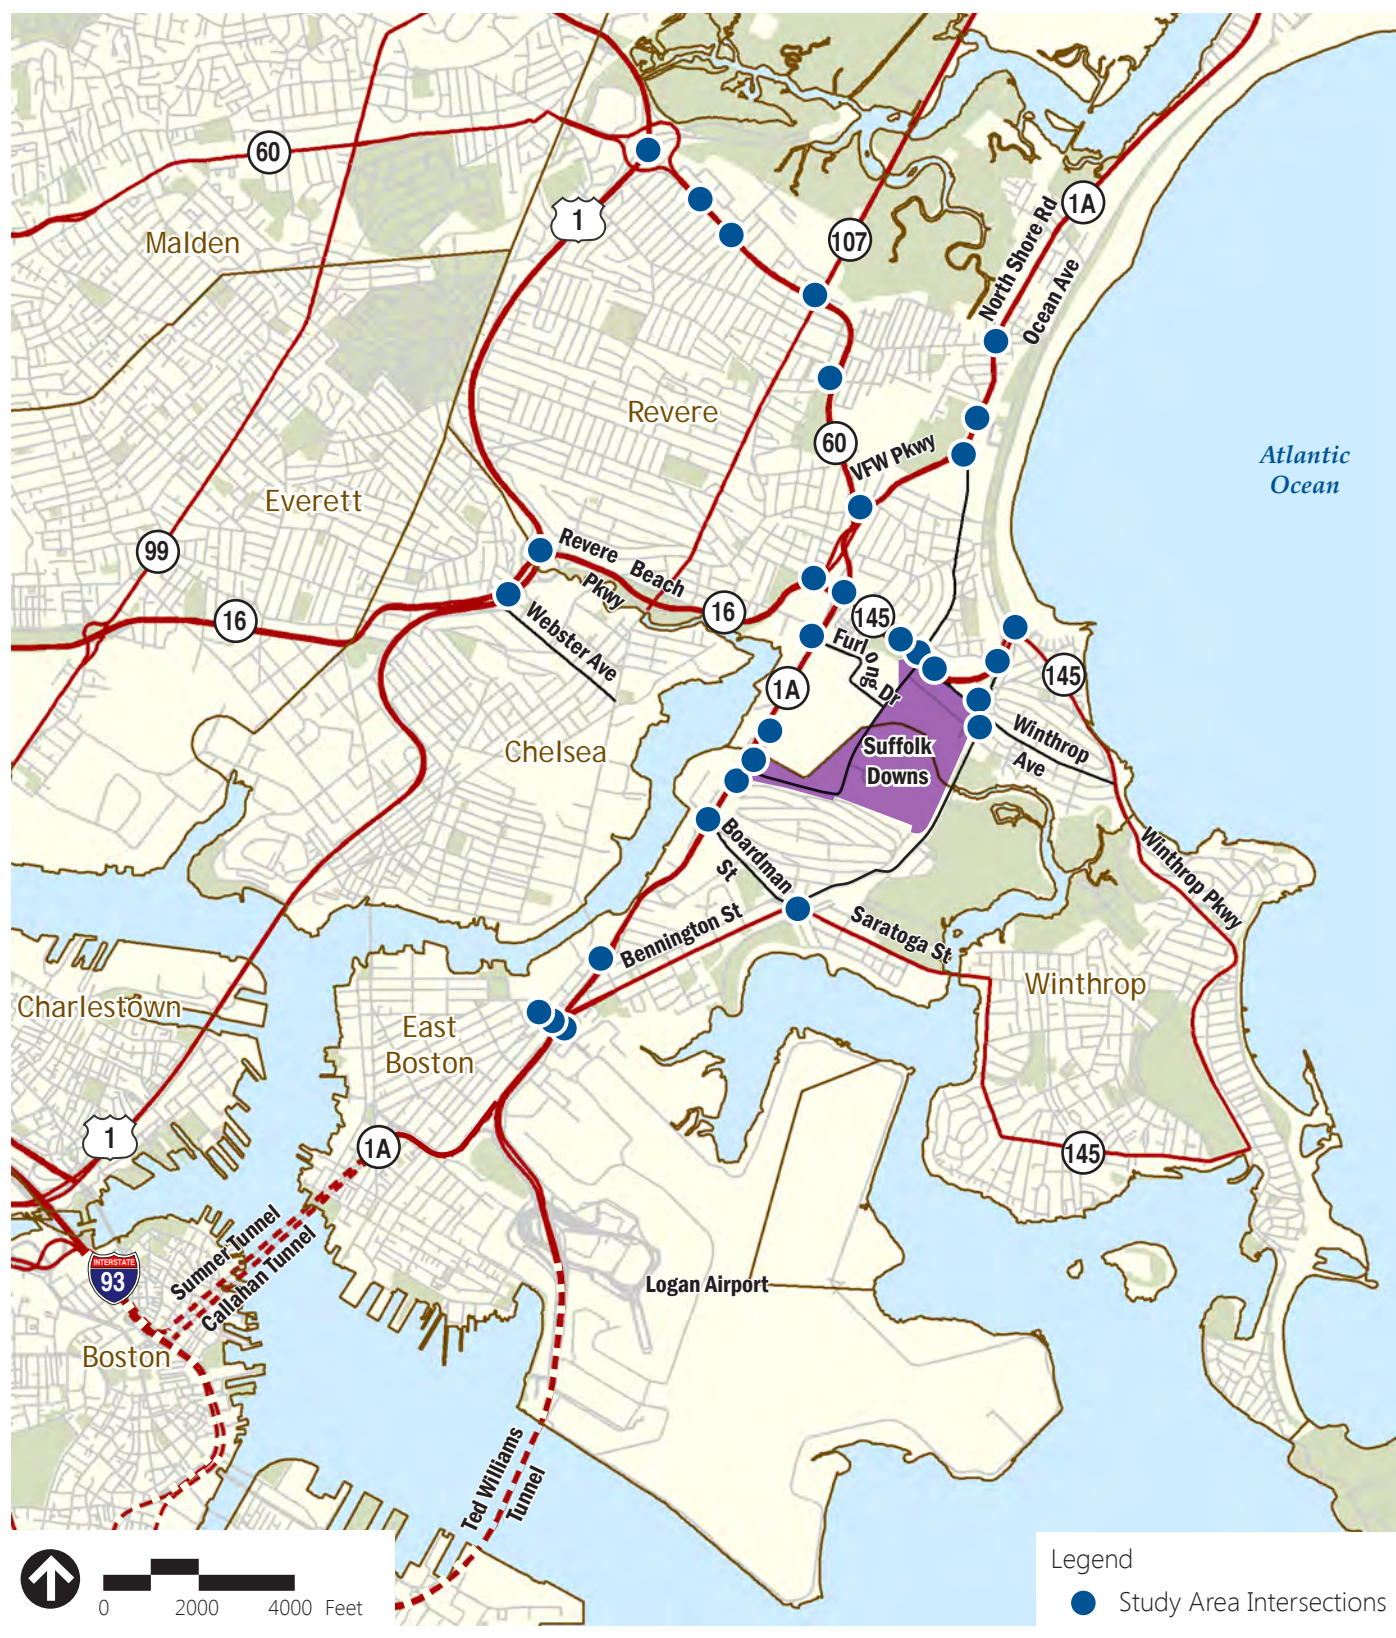 60
1
Malden
107
1A
North Shore Rd
Ocean Ave
Revere
60
VFW Pkwy
Atlantic
Ocean
Everett
99
Revere Beach
Pkwy
16
16
145
Webster Ave
Furlong Dr
145
1A
Suffolk
Downs
Winthrop
Ave
Chelsea
Boardman
St
Winthrop Pkwy
Bennington St
Saratoga St
Winthrop
Charlestown
East
Boston
1
1A
145
Sumner Tunnel
Callahan Tunnel
INTERSTATE
93
Logan Airport
Boston
Ted Williams
Tunnel
0 2000 4000 Feet
Legend
Study Area Intersections